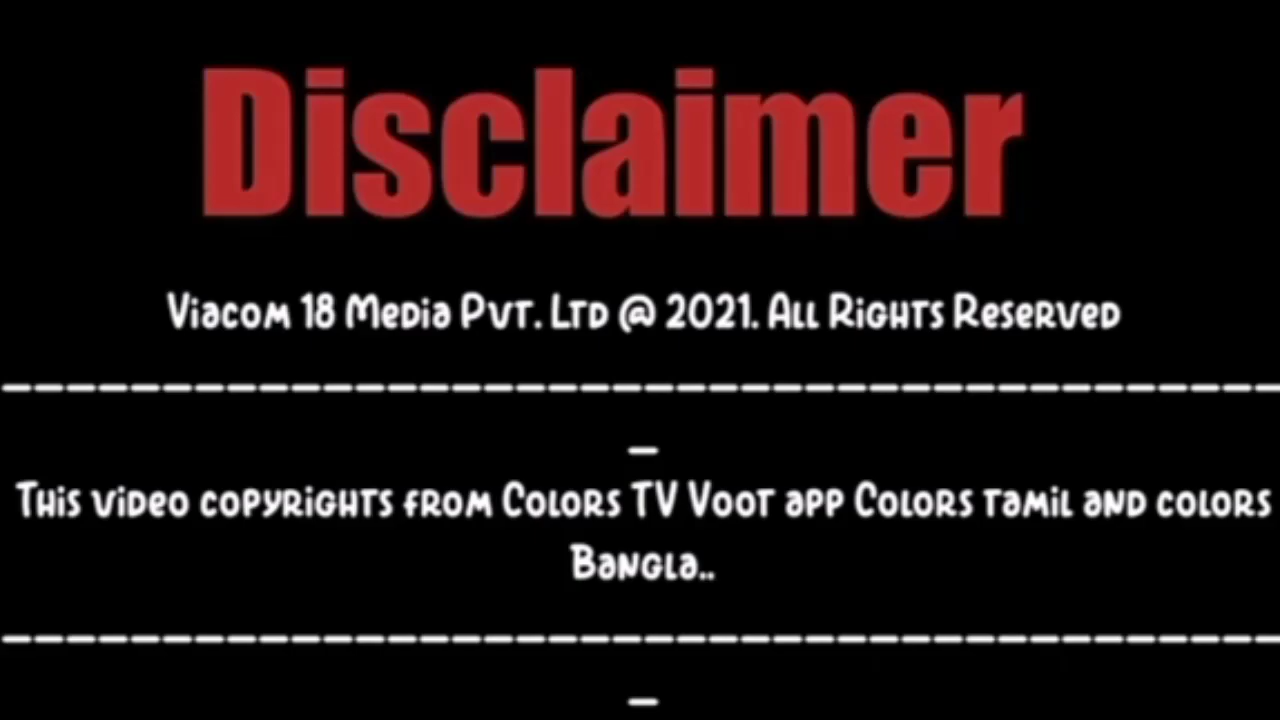 Disclaimer
Viacom 18 Media Pvt. Ltd @ 2021. All Rights Reserved
----------------------------------------
-
This video copyrights from Colors TV Voot app Colors tamil and colors
Bangla..
----------------------------------------
-